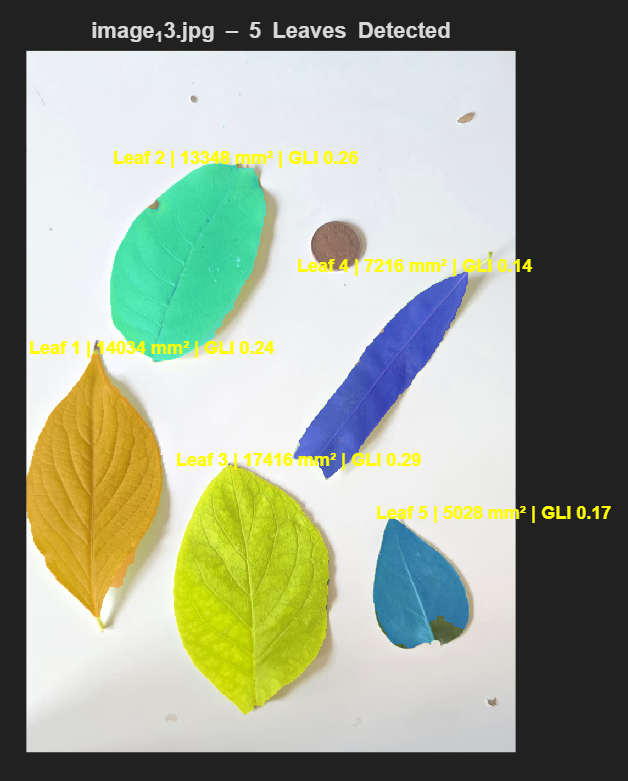 image₁3.jpg – 5 Leaves Detected
Leaf 2 | 13348 mm² | GLI 0.26
Leaf 4 | 7216 mm² | GLI 0.14
Leaf 1 | 14034 mm² | GLI 0.24
Leaf 3 | 17416 mm² | GLI 0.29
Leaf 5 | 5028 mm² | GLI 0.17